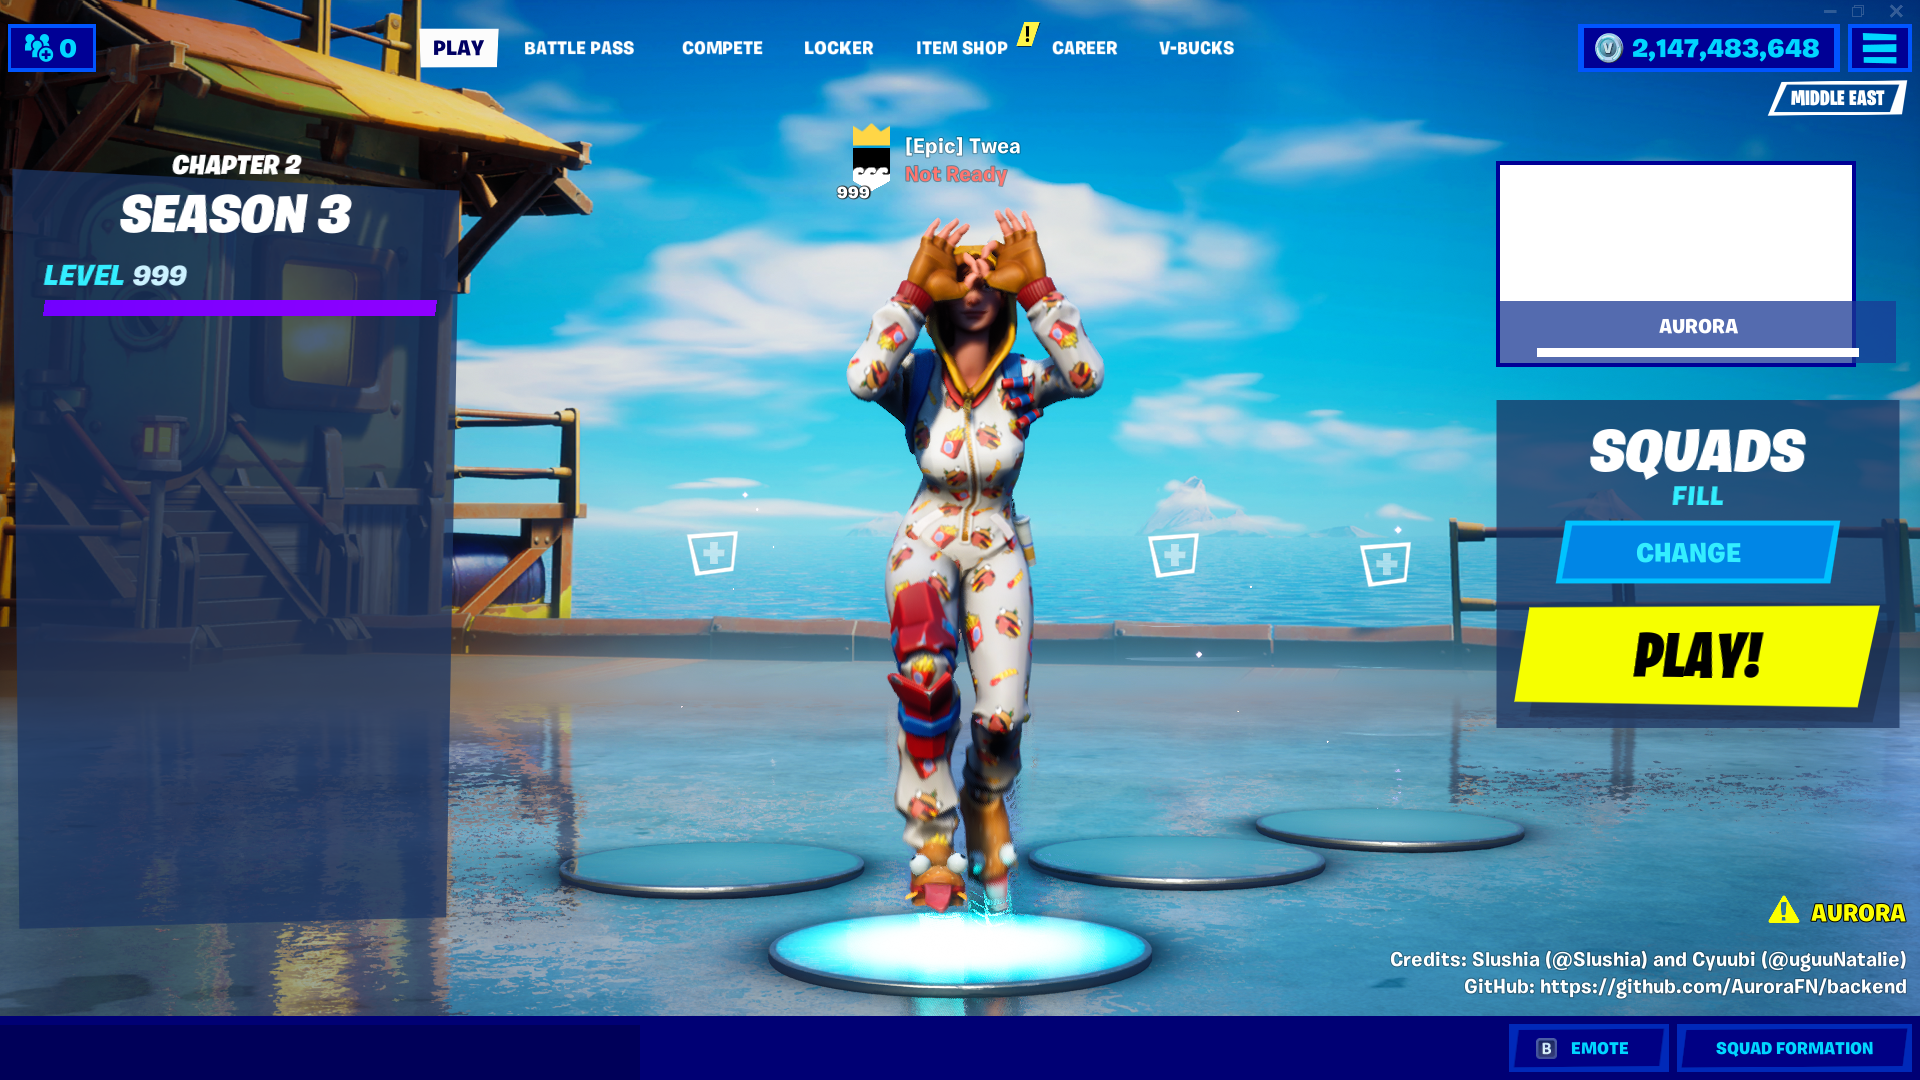 0
PLAY
BATTLE PASS
COMPETE
LOCKER
ITEM SHOP
!
CAREER
V-BUCKS
V
2,147,483,648
MIDDLE EAST
CHAPTER 2
SEASON 3
LEVEL 999
[Epic] Twea
Not Ready
999
AURORA
SQUADS
FILL
CHANGE
PLAY!
AURORA
Credits: Slushia (@Slushia) and Cyuubi (@uguuNatalie)
GitHub: https://github.com/AuroraFN/backend
B EMOTE
SQUAD FORMATION